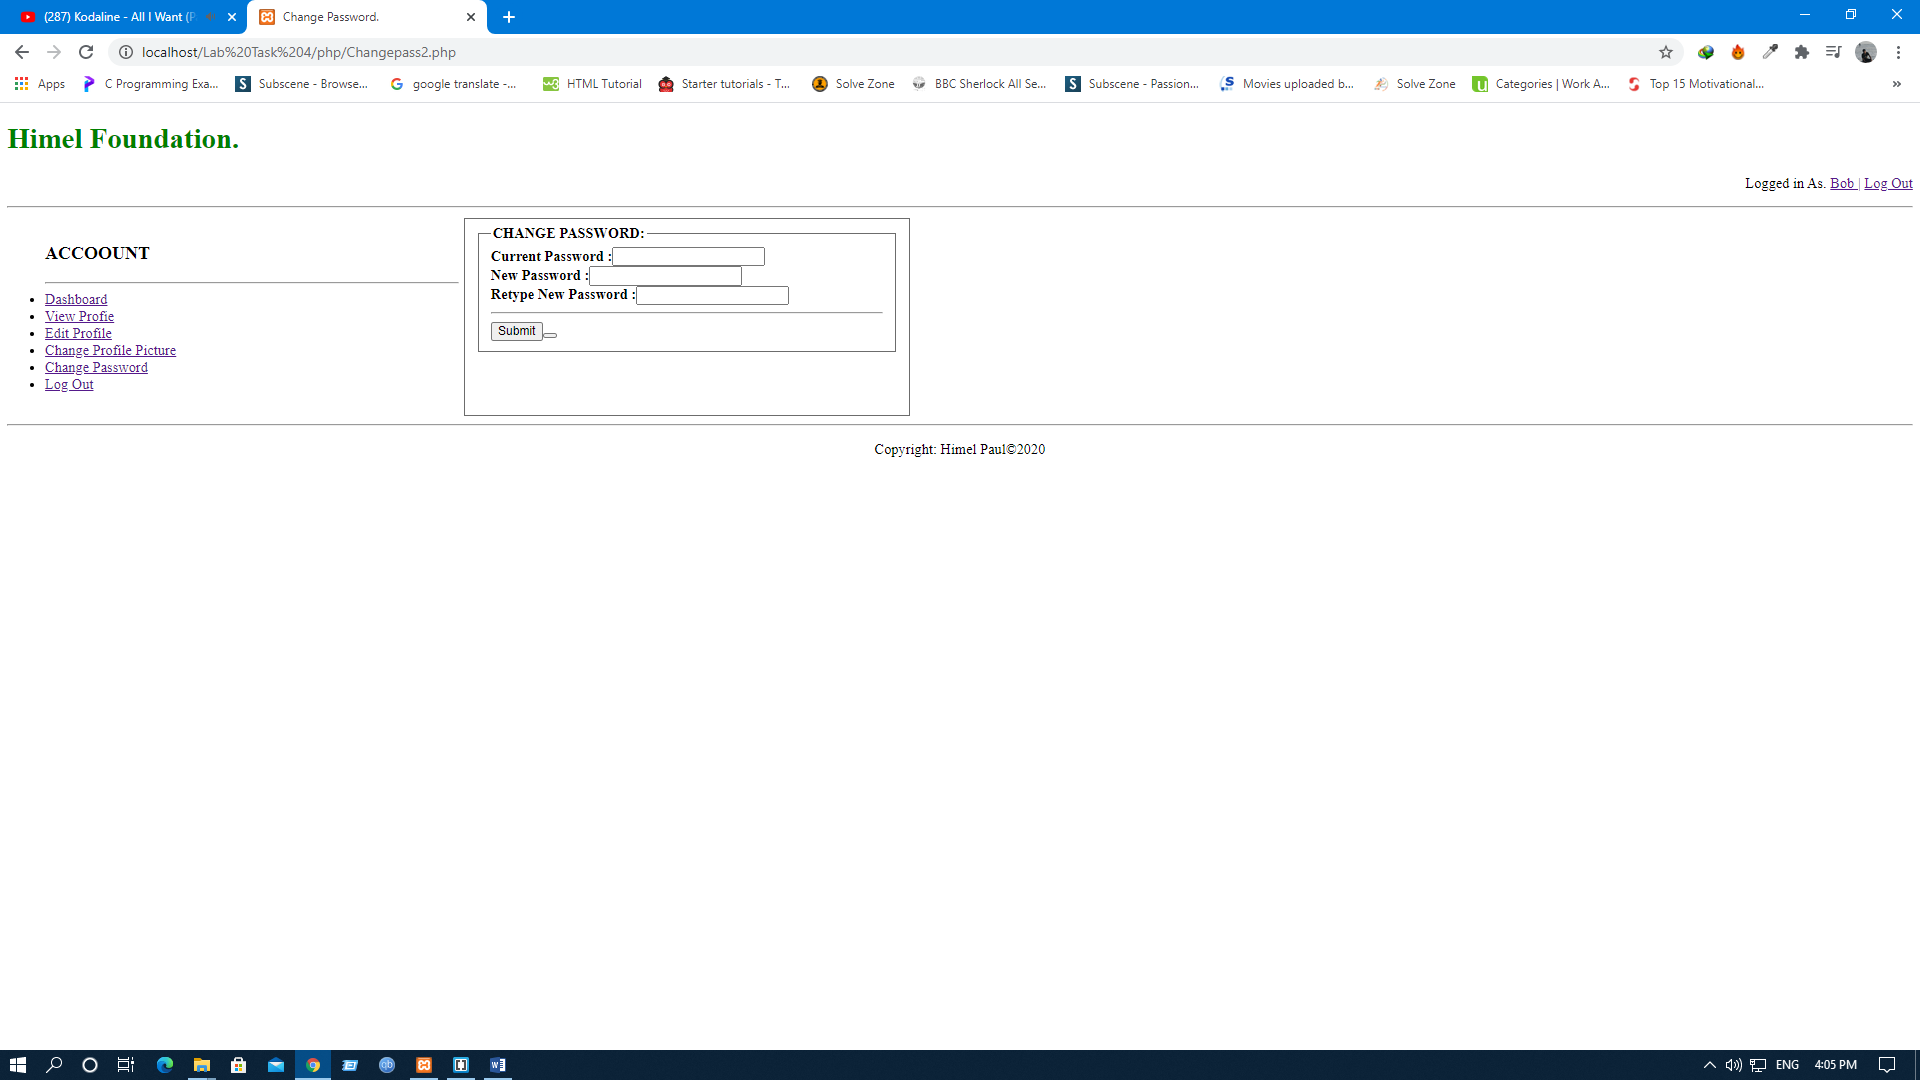 (287) Kodaline - All I Want (P
Change Password.
localhost/Lab%20Task%204/php/Changepass2.php
Apps
C Programming Exa...
Subscene - Browse...
google translate -...
HTML Tutorial
Starter tutorials - T...
Solve Zone
BBC Sherlock All Se...
Subscene - Passion...
Movies uploaded b...
Solve Zone
Categories | Work A...
Top 15 Motivational...
»
Himel Foundation.
Logged in As. Bob | Log Out
ACCOOUNT
Dashboard
View Profie
Edit Profile
Change Profile Picture
Change Password
Log Out
CHANGE PASSWORD:
Current Password :
New Password :
Retype New Password :
Submit
Copyright: Himel Paul©2020
ENG
4:05 PM